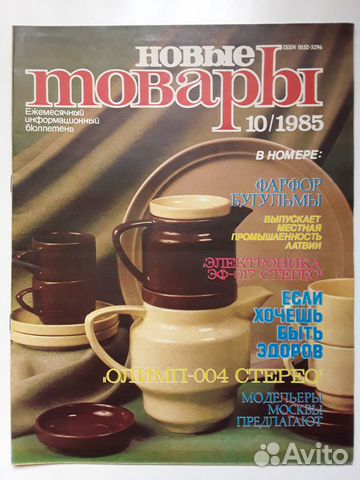 ISSN 0132-3296
новые
товары
Ежемесячный
информационный
бюллетень
10/1985
В НОМЕРЕ:
ФАРФОР
БУГУЛЬМЫ
ВЫПУСКАЕТ
МЕСТНАЯ
ПРОМЫШЛЕННОСТЬ
ЛАТВИИ
"ЭЛЕКТРОНИКА
ЭФ-017 СТЕРЕО"
ЕСЛИ
ХОЧЕШЬ
БЫТЬ
ЗДОРОВ
"ОЛИМП-004 СТЕРЕО"
МОДЕЛЬЕРЫ
МОСКВЫ
ПРЕДЛАГАЮТ
Avito